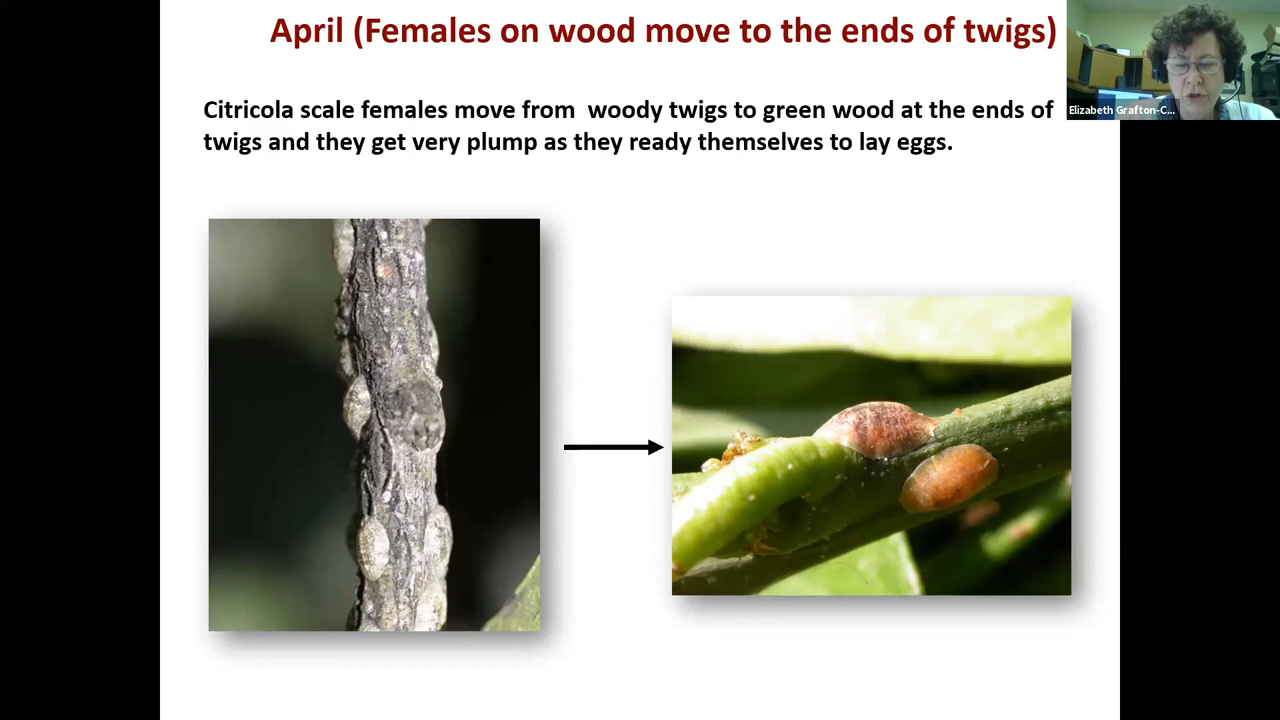 April (Females on wood move to the ends of twigs)
Citricola scale females move from  woody twigs to green wood at the ends of
twigs and they get very plump as they ready themselves to lay eggs.
Elizabeth Grafton-C...